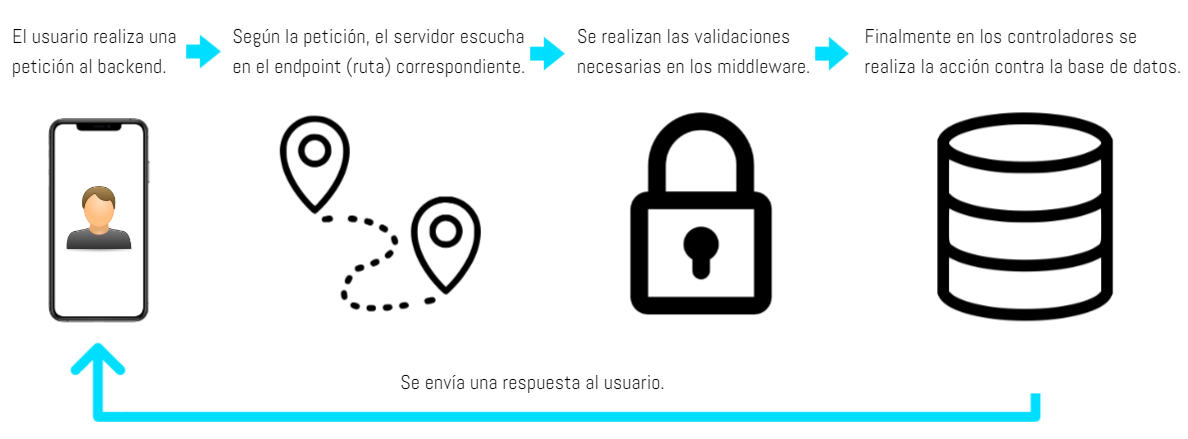 El usuario realiza una
petición al backend.
Según la petición, el servidor escucha
en el endpoint (ruta) correspondiente.
Se realizan las validaciones
necesarias en los middleware.
Finalmente en los controladores se
realiza la acción contra la base de datos.
Se envía una respuesta al usuario.